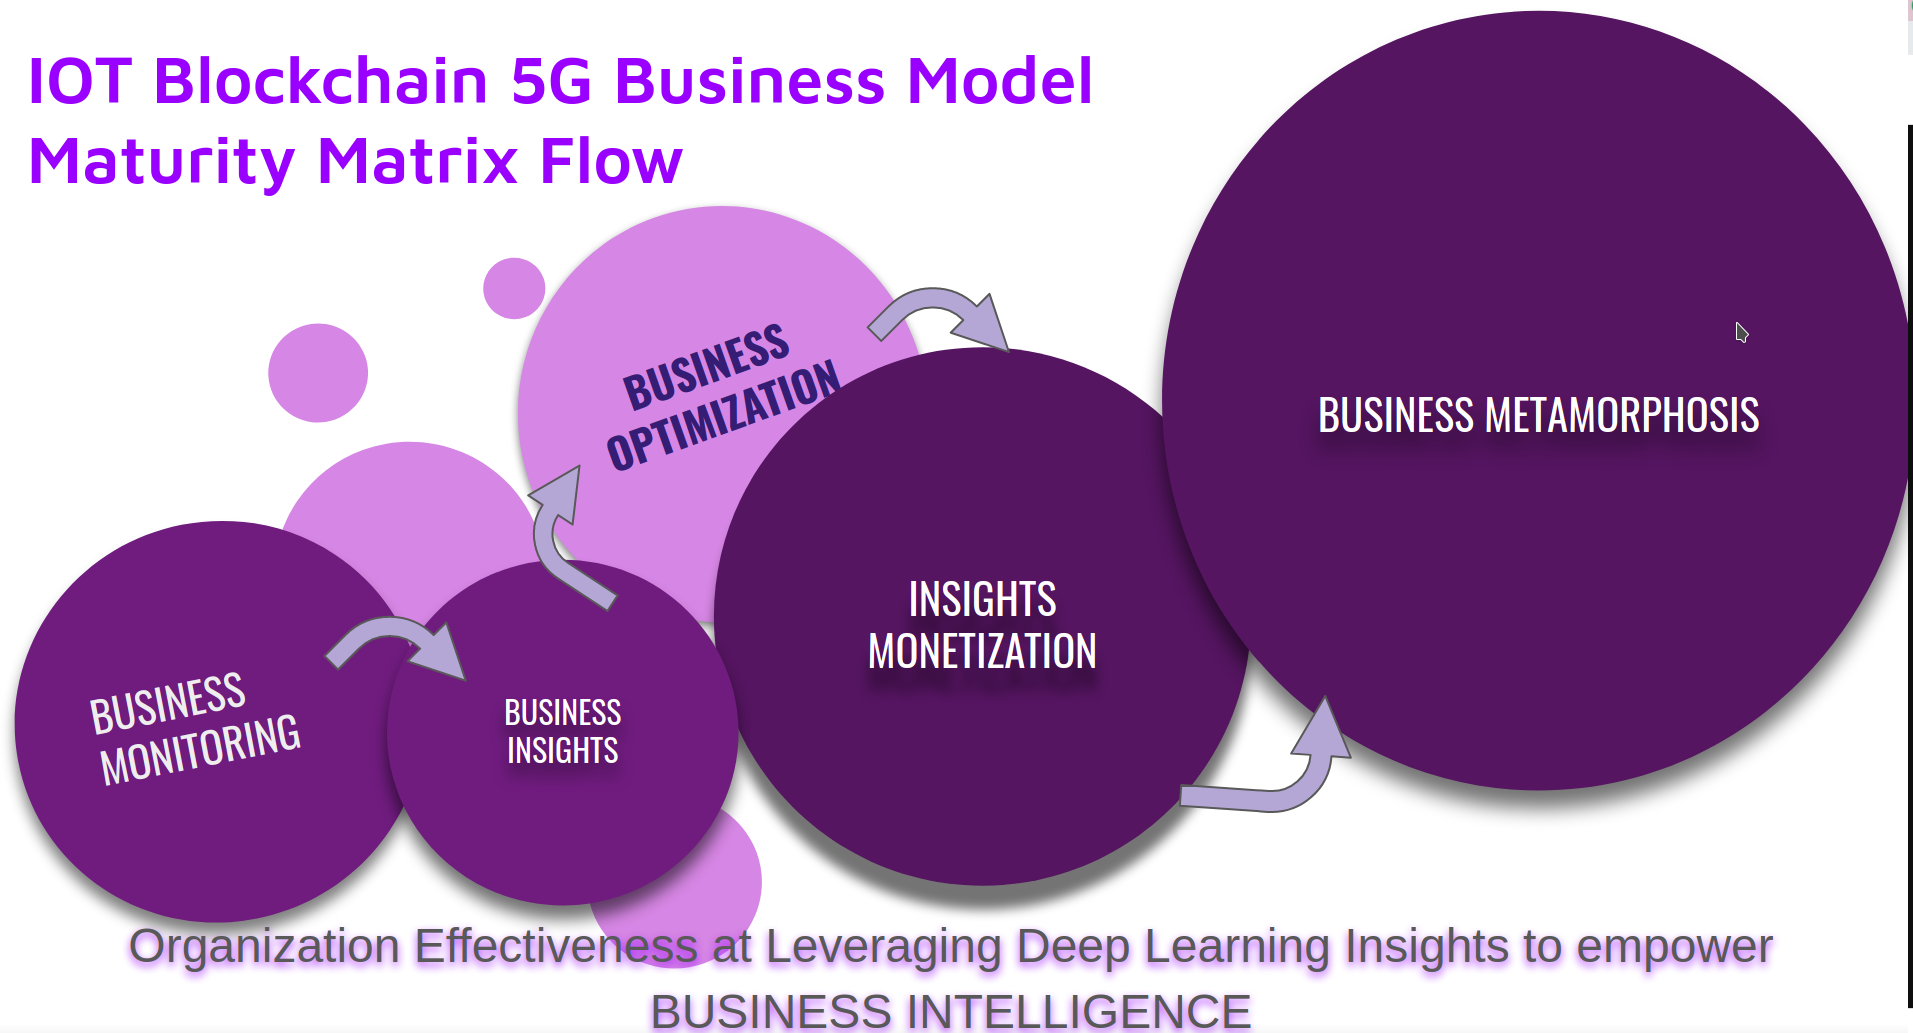 IOT Blockchain 5G Business Model
Maturity Matrix Flow
BUSINESS
OPTIMIZATION
BUSINESS METAMORPHOSIS
INSIGHTS
MONETIZATION
BUSINESS
MONITORING
BUSINESS
INSIGHTS
Organization Effectiveness at Leveraging Deep Learning Insights to empower
BUSINESS INTELLIGENCE